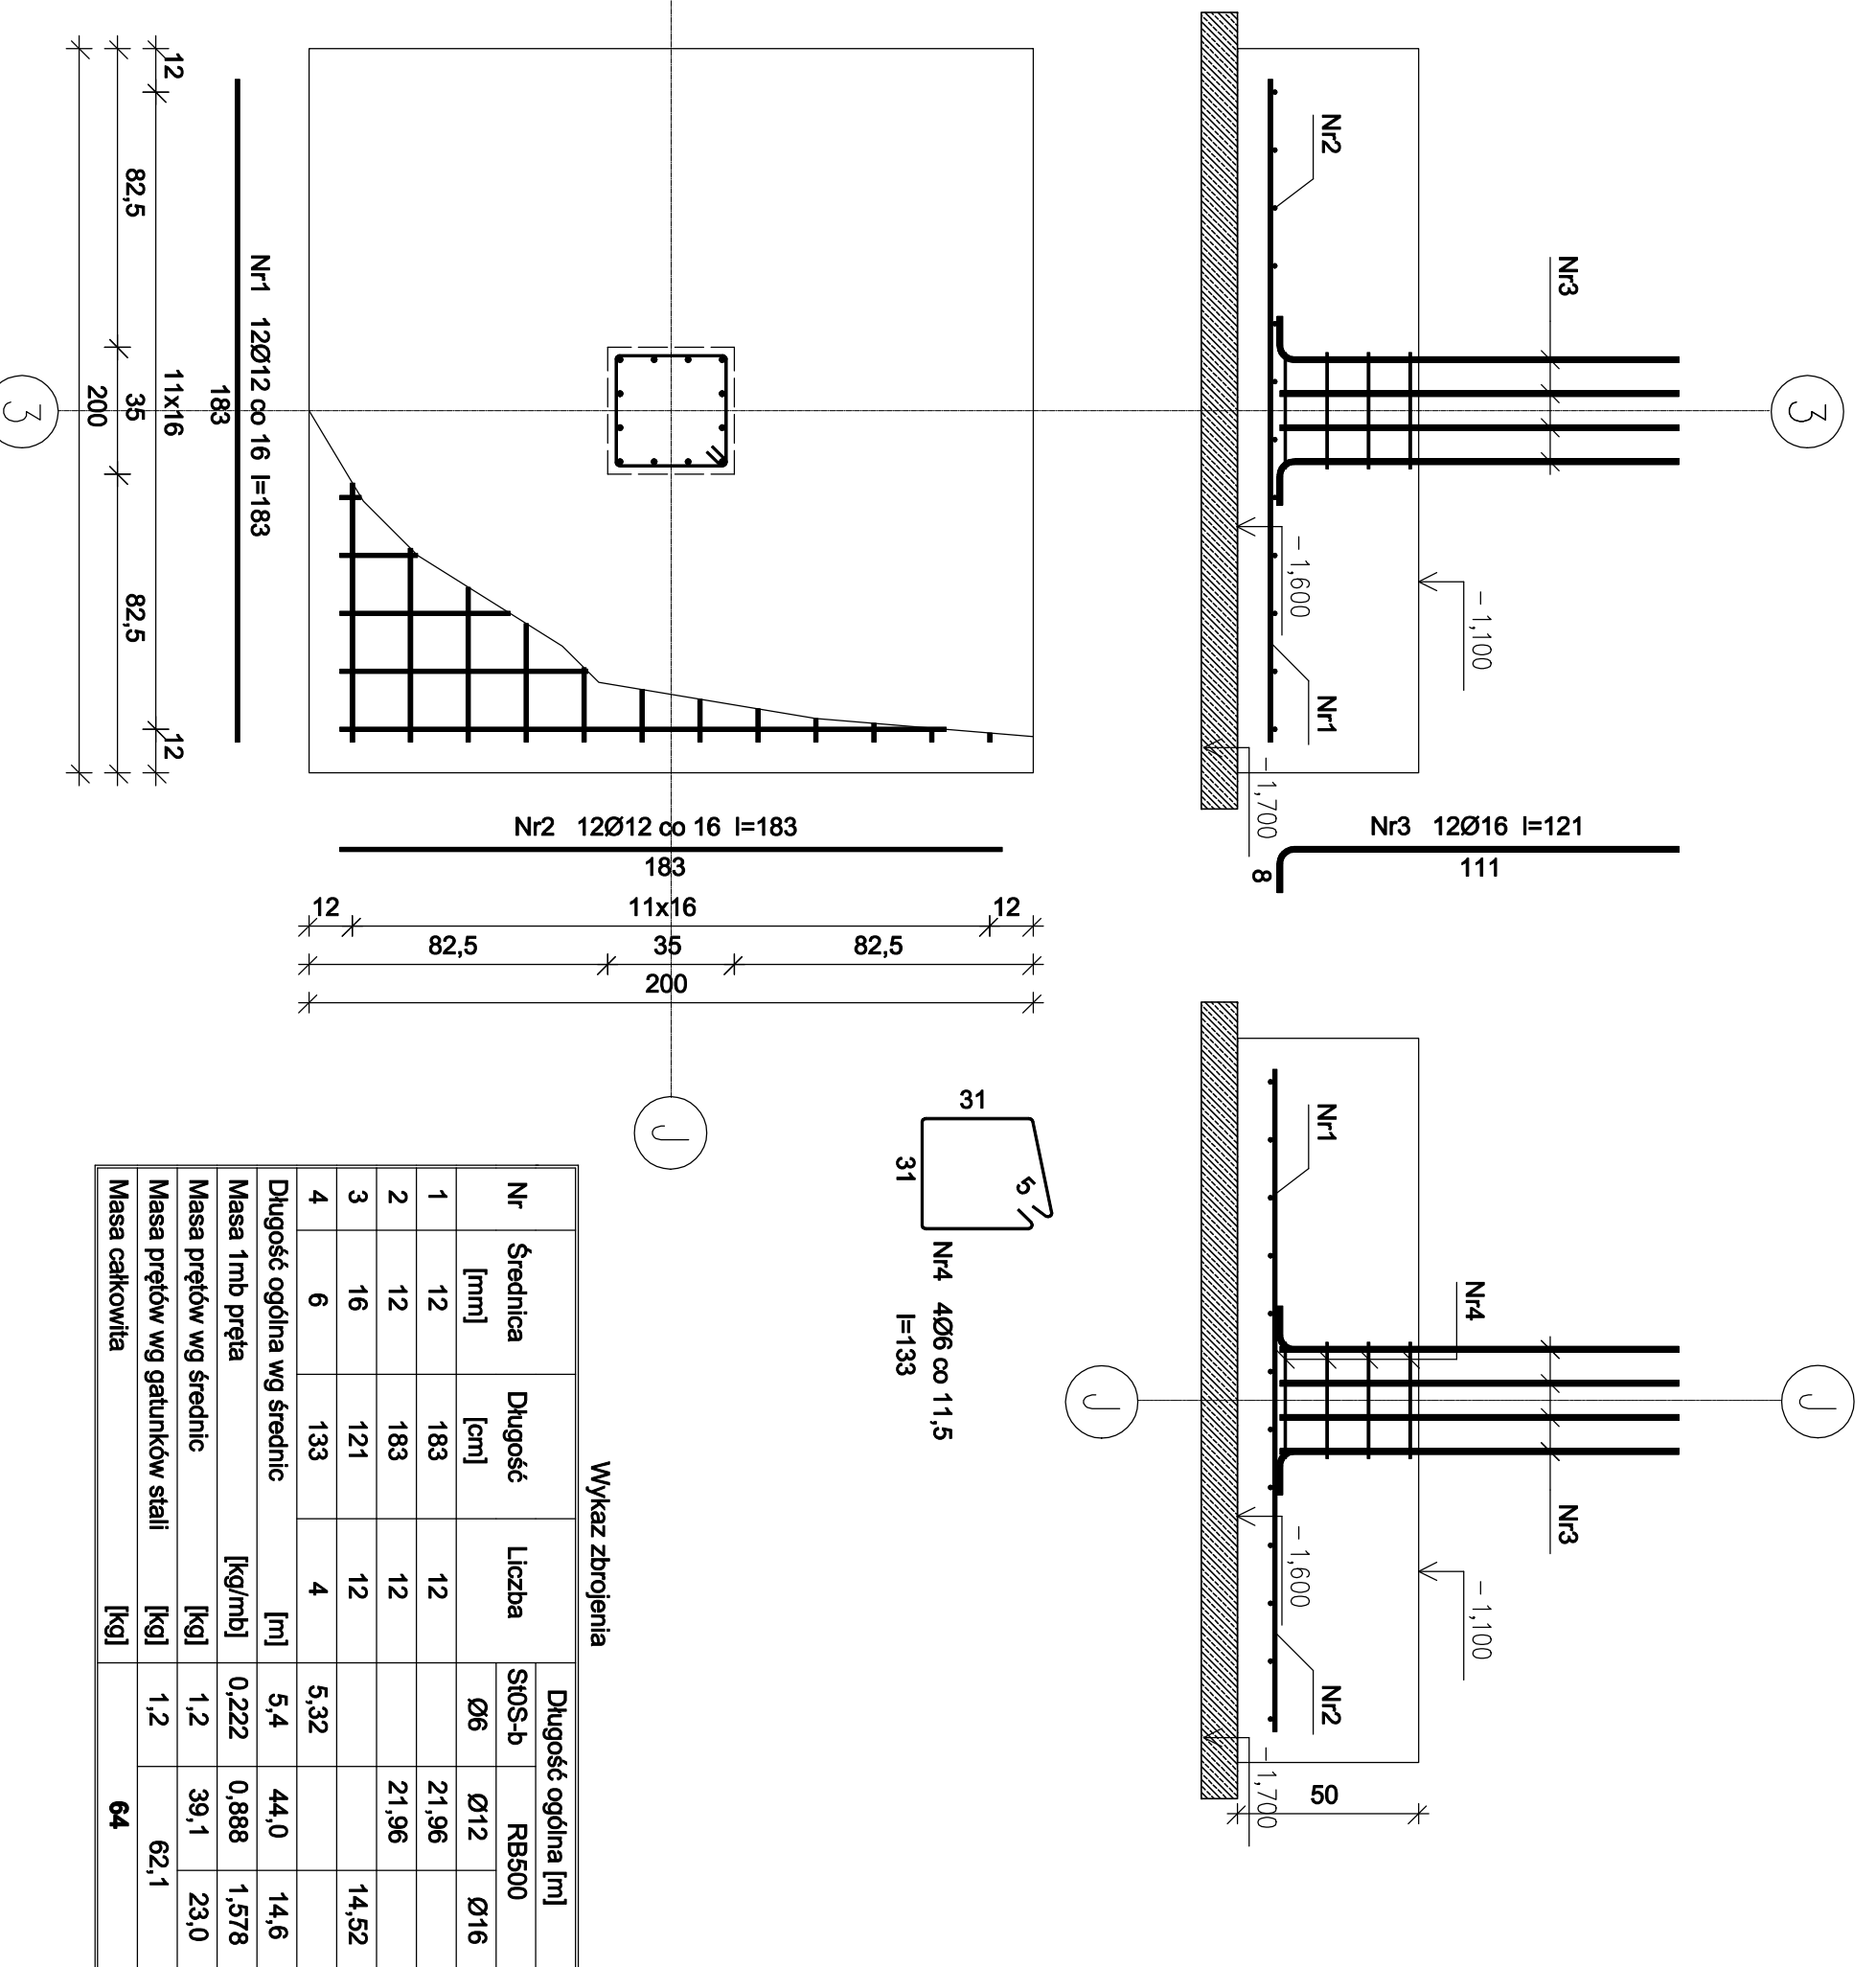 3
Nr3
Nr2
Nr1
-1,600
-1,100
-1,700
Nr3 12Ø16 l=121
111
8
J
Nr4
Nr1
Nr3
Nr2
-1,600
-1,100
-1,700
50
J
Nr1 12Ø12 co 16 l=183
183
12 11x16 12
82,5 35 82,5
200
3
Nr2 12Ø12 co 16 l=183
183
12 11x16 12
82,5 35 82,5
200
J
31
31
5
Nr4 4Ø6 co 11,5
l=133
Wykaz zbrojenia
Długość ogólna [m]
Nr Średnica Długość Liczba St0S-b RB500
[mm] [cm] Ø6 Ø12 Ø16
1 12 183 12 21,96
2 12 183 12 21,96
3 16 121 12 14,52
4 6 133 4 5,32
Długość ogólna wg średnic [m] 5,4 44,0 14,6
Masa 1mb pręta [kg/mb] 0,222 0,888 1,578
Masa prętów wg średnic [kg] 1,2 39,1 23,0
Masa prętów wg gatunków stali [kg] 1,2 62,1
Masa całkowita [kg] 64